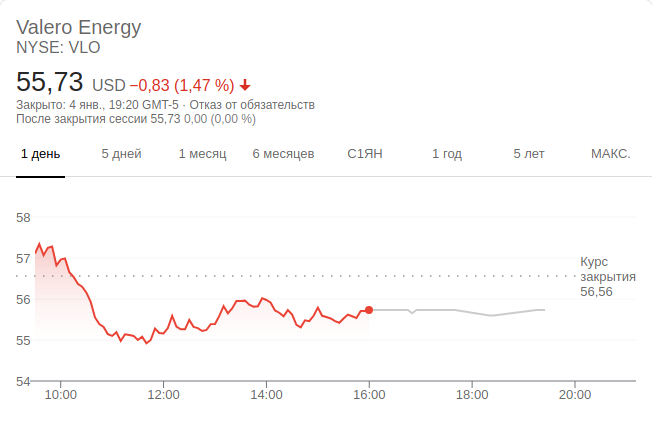 Valero Energy
NYSE: VLO
55,73 USD −0,83 (1,47 %)
Закрыто: 4 янв., 19:20 GMT-5 · Отказ от обязательств
После закрытия сессии 55,73 0,00 (0,00 %)
1 день 5 дней 1 месяц 6 месяцев С1ЯН 1 год 5 лет МАКС.
58
57
56
55
54
Курс
закрытия
56,56
10:00 12:00 14:00 16:00 18:00 20:00